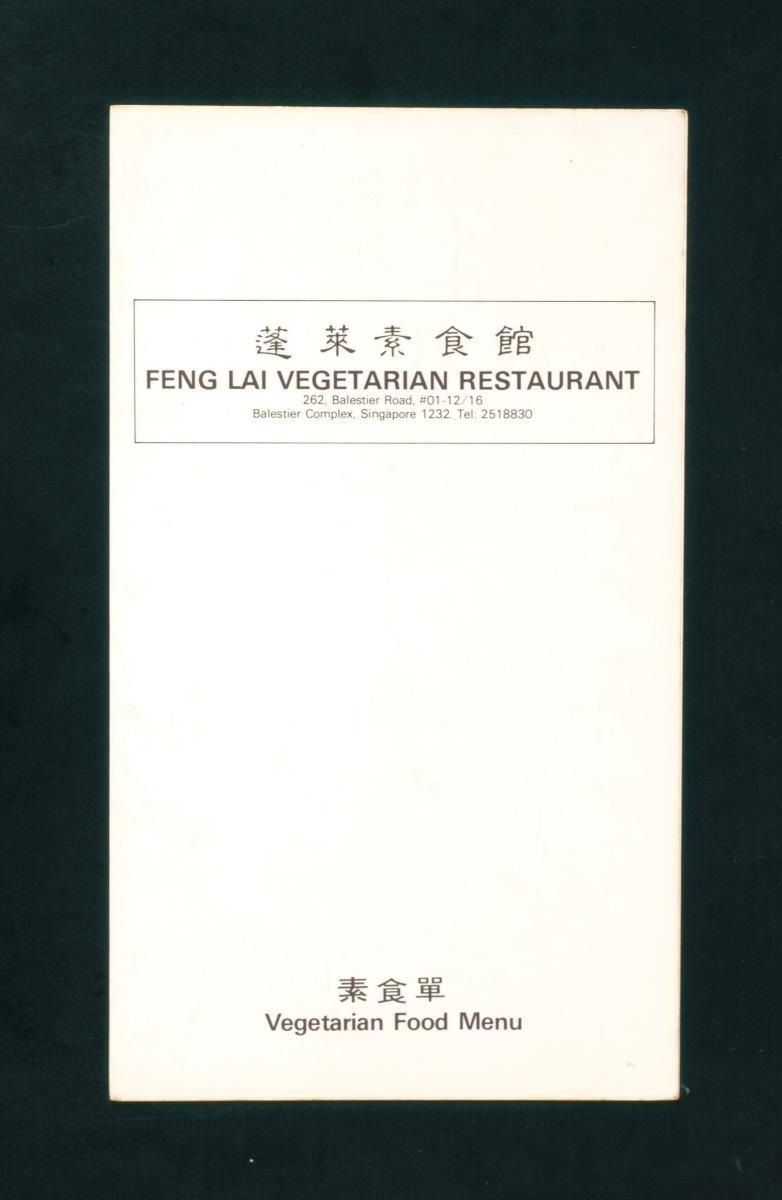 蓬萊素食館
FENG LAI VEGETARIAN RESTAURANT
262, Balestier Road, #01-12/16
Balestier Complex, Singapore 1232. Tel: 2518830
素食單
Vegetarian Food Menu